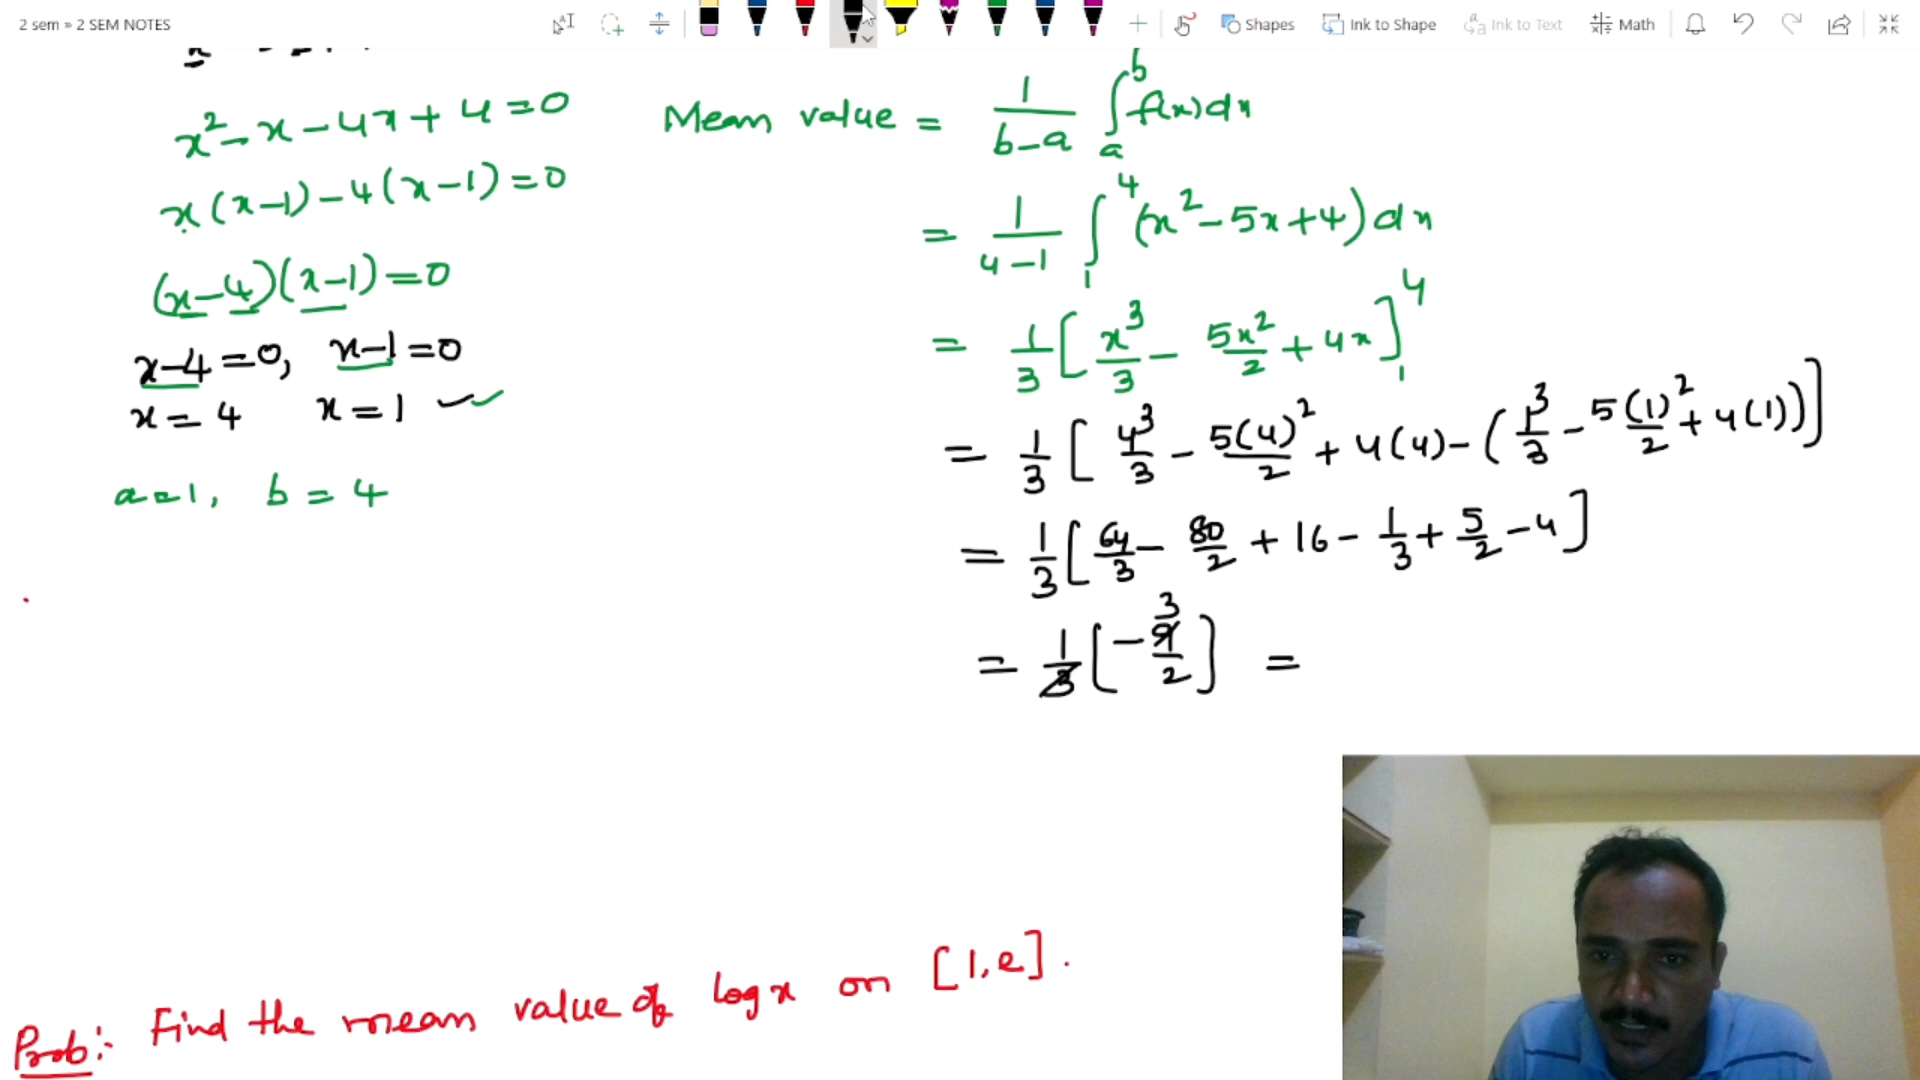 2 sem » 2 SEM NOTES
Shapes
Ink to Shape
Ink to Text
Math
x² - x - 4x + 4 = 0
x(x-1) - 4(x-1) = 0
(x-4)(x-1) = 0
x-4 = 0, x-1 = 0
x = 4 x = 1
a=1, b = 4
Mean value = 1/(b-a) ∫_a^b f(x)dx
= 1/(4-1) ∫_1^4 (x² - 5x + 4) dx
= 1/3 [x³/3 - 5x²/2 + 4x]_1^4
= 1/3 [4³/3 - 5(4)²/2 + 4(4) - (1³/3 - 5(1)²/2 + 4(1))]
= 1/3 [64/3 - 80/2 + 16 - 1/3 + 5/2 - 4]
3
= 1/3 [-9/2] =
Prob:- Find the mean value of log x on [1,e].